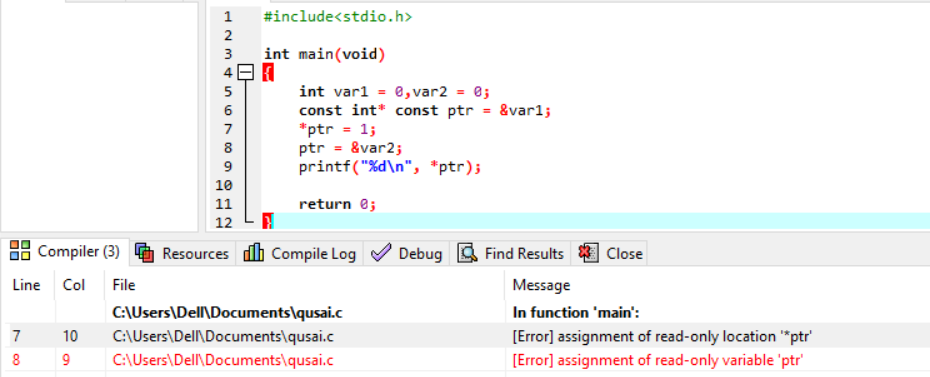 1 #include<stdio.h>
2
3 int main(void)
4 {
5 int var1 = 0,var2 = 0;
6 const int* const ptr = &var1;
7 *ptr = 1;
8 ptr = &var2;
9 printf("%d\n", *ptr);
10
11 return 0;
12 }
Compiler (3) Resources Compile Log Debug Find Results Close
Line Col File Message
C:\Users\Dell\Documents\qusai.c In function 'main':
7 10 C:\Users\Dell\Documents\qusai.c [Error] assignment of read-only location '*ptr'
8 9 C:\Users\Dell\Documents\qusai.c [Error] assignment of read-only variable 'ptr'